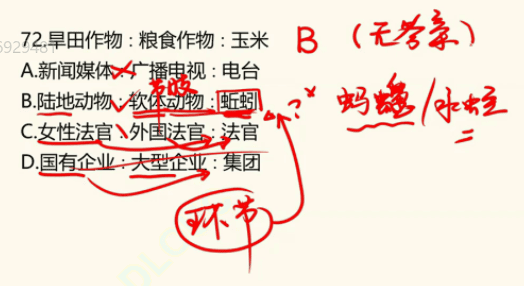 72.旱田作物：粮食作物：玉米
B（无答案）
A.新闻媒体：广播电视：电台
环节
B.陆地动物：软体动物：蚯蚓
?
蚂蟥/水蛭
C.女性法官：外国法官：法官
D.国有企业：大型企业：集团
环节